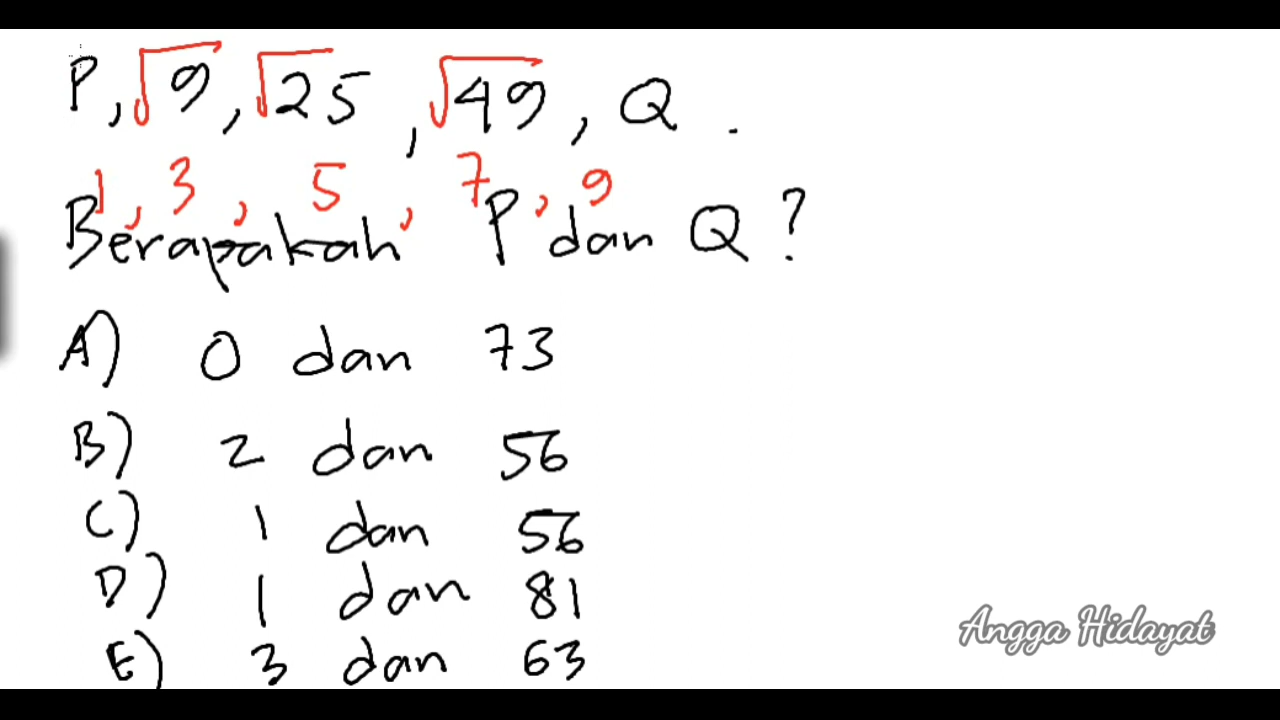 P, √9, √25, √49, Q.
1, 3, 5, 7, 9
Berapakah P dan Q?
A) 0 dan 73
B) 2 dan 56
C) 1 dan 56
D) 1 dan 81
E) 3 dan 63
Angga Hidayat